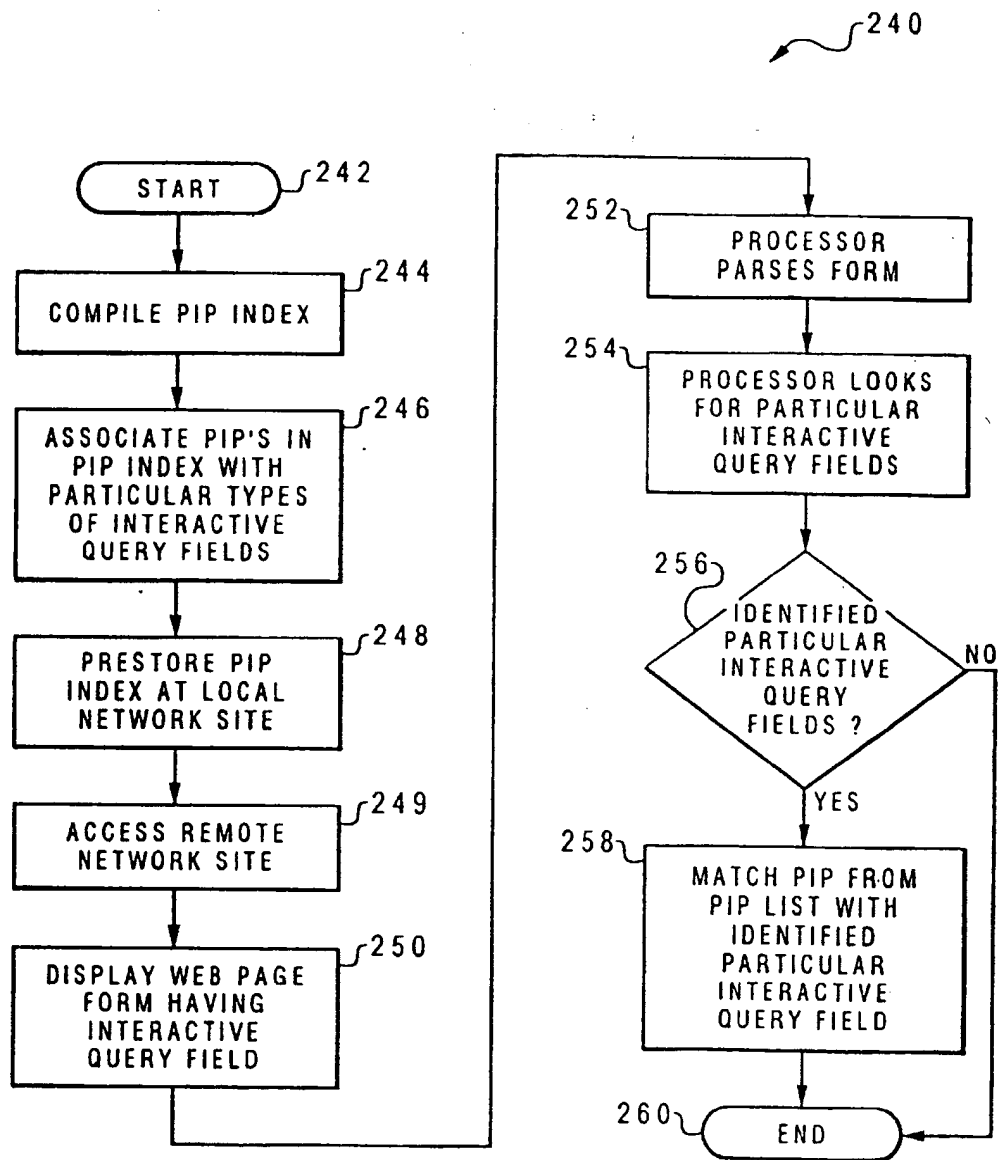 240
START
242
244
COMPILE PIP INDEX
246
ASSOCIATE PIP'S IN
PIP INDEX WITH
PARTICULAR TYPES
OF INTERACTIVE
QUERY FIELDS
248
PRESTORE PIP
INDEX AT LOCAL
NETWORK SITE
249
ACCESS REMOTE
NETWORK SITE
250
DISPLAY WEB PAGE
FORM HAVING
INTERACTIVE
QUERY FIELD
252
PROCESSOR
PARSES FORM
254
PROCESSOR LOOKS
FOR PARTICULAR
INTERACTIVE
QUERY FIELDS
256
IDENTIFIED
PARTICULAR
INTERACTIVE
QUERY
FIELDS ?
NO
YES
258
MATCH PIP FROM
PIP LIST WITH
IDENTIFIED
PARTICULAR
INTERACTIVE
QUERY FIELD
260
END